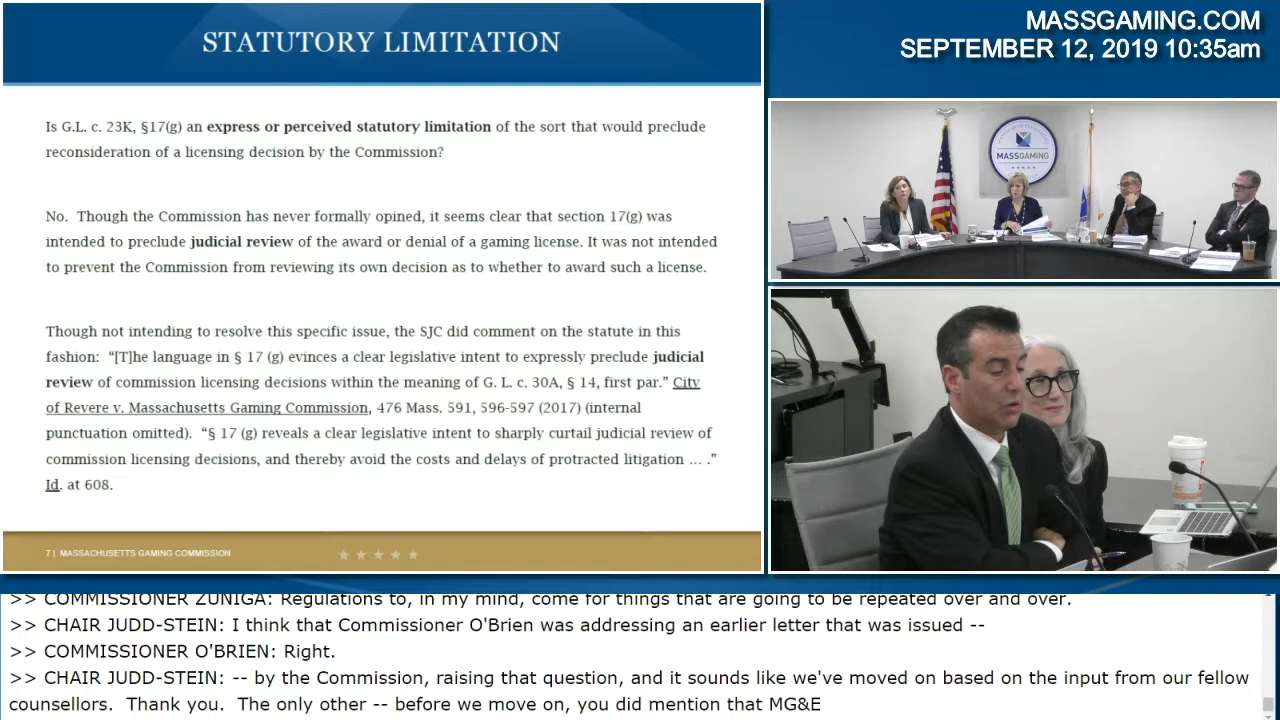 STATUTORY LIMITATION
Is G.L. c. 23K, §17(g) an express or perceived statutory limitation of the sort that would preclude
reconsideration of a licensing decision by the Commission?
No.  Though the Commission has never formally opined, it seems clear that section 17(g) was
intended to preclude judicial review of the award or denial of a gaming license. It was not intended
to prevent the Commission from reviewing its own decision as to whether to award such a license.
Though not intending to resolve this specific issue, the SJC did comment on the statute in this
fashion:  “[T]he language in § 17 (g) evinces a clear legislative intent to expressly preclude judicial
review of commission licensing decisions within the meaning of G. L. c. 30A, § 14, first par.” City
of Revere v. Massachusetts Gaming Commission, 476 Mass. 591, 596-597 (2017) (internal
punctuation omitted).  “§ 17 (g) reveals a clear legislative intent to sharply curtail judicial review of
commission licensing decisions, and thereby avoid the costs and delays of protracted litigation … .”
Id. at 608.
7 | MASSACHUSETTS GAMING COMMISSION
MASSGAMING.COM
SEPTEMBER 12, 2019 10:35am
MASSGAMING
>> COMMISSIONER ZUNIGA: Regulations to, in my mind, come for things that are going to be repeated over and over.
>> CHAIR JUDD-STEIN: I think that Commissioner O'Brien was addressing an earlier letter that was issued --
>> COMMISSIONER O'BRIEN: Right.
>> CHAIR JUDD-STEIN: -- by the Commission, raising that question, and it sounds like we've moved on based on the input from our fellow
counsellors.  Thank you.  The only other -- before we move on, you did mention that MG&E